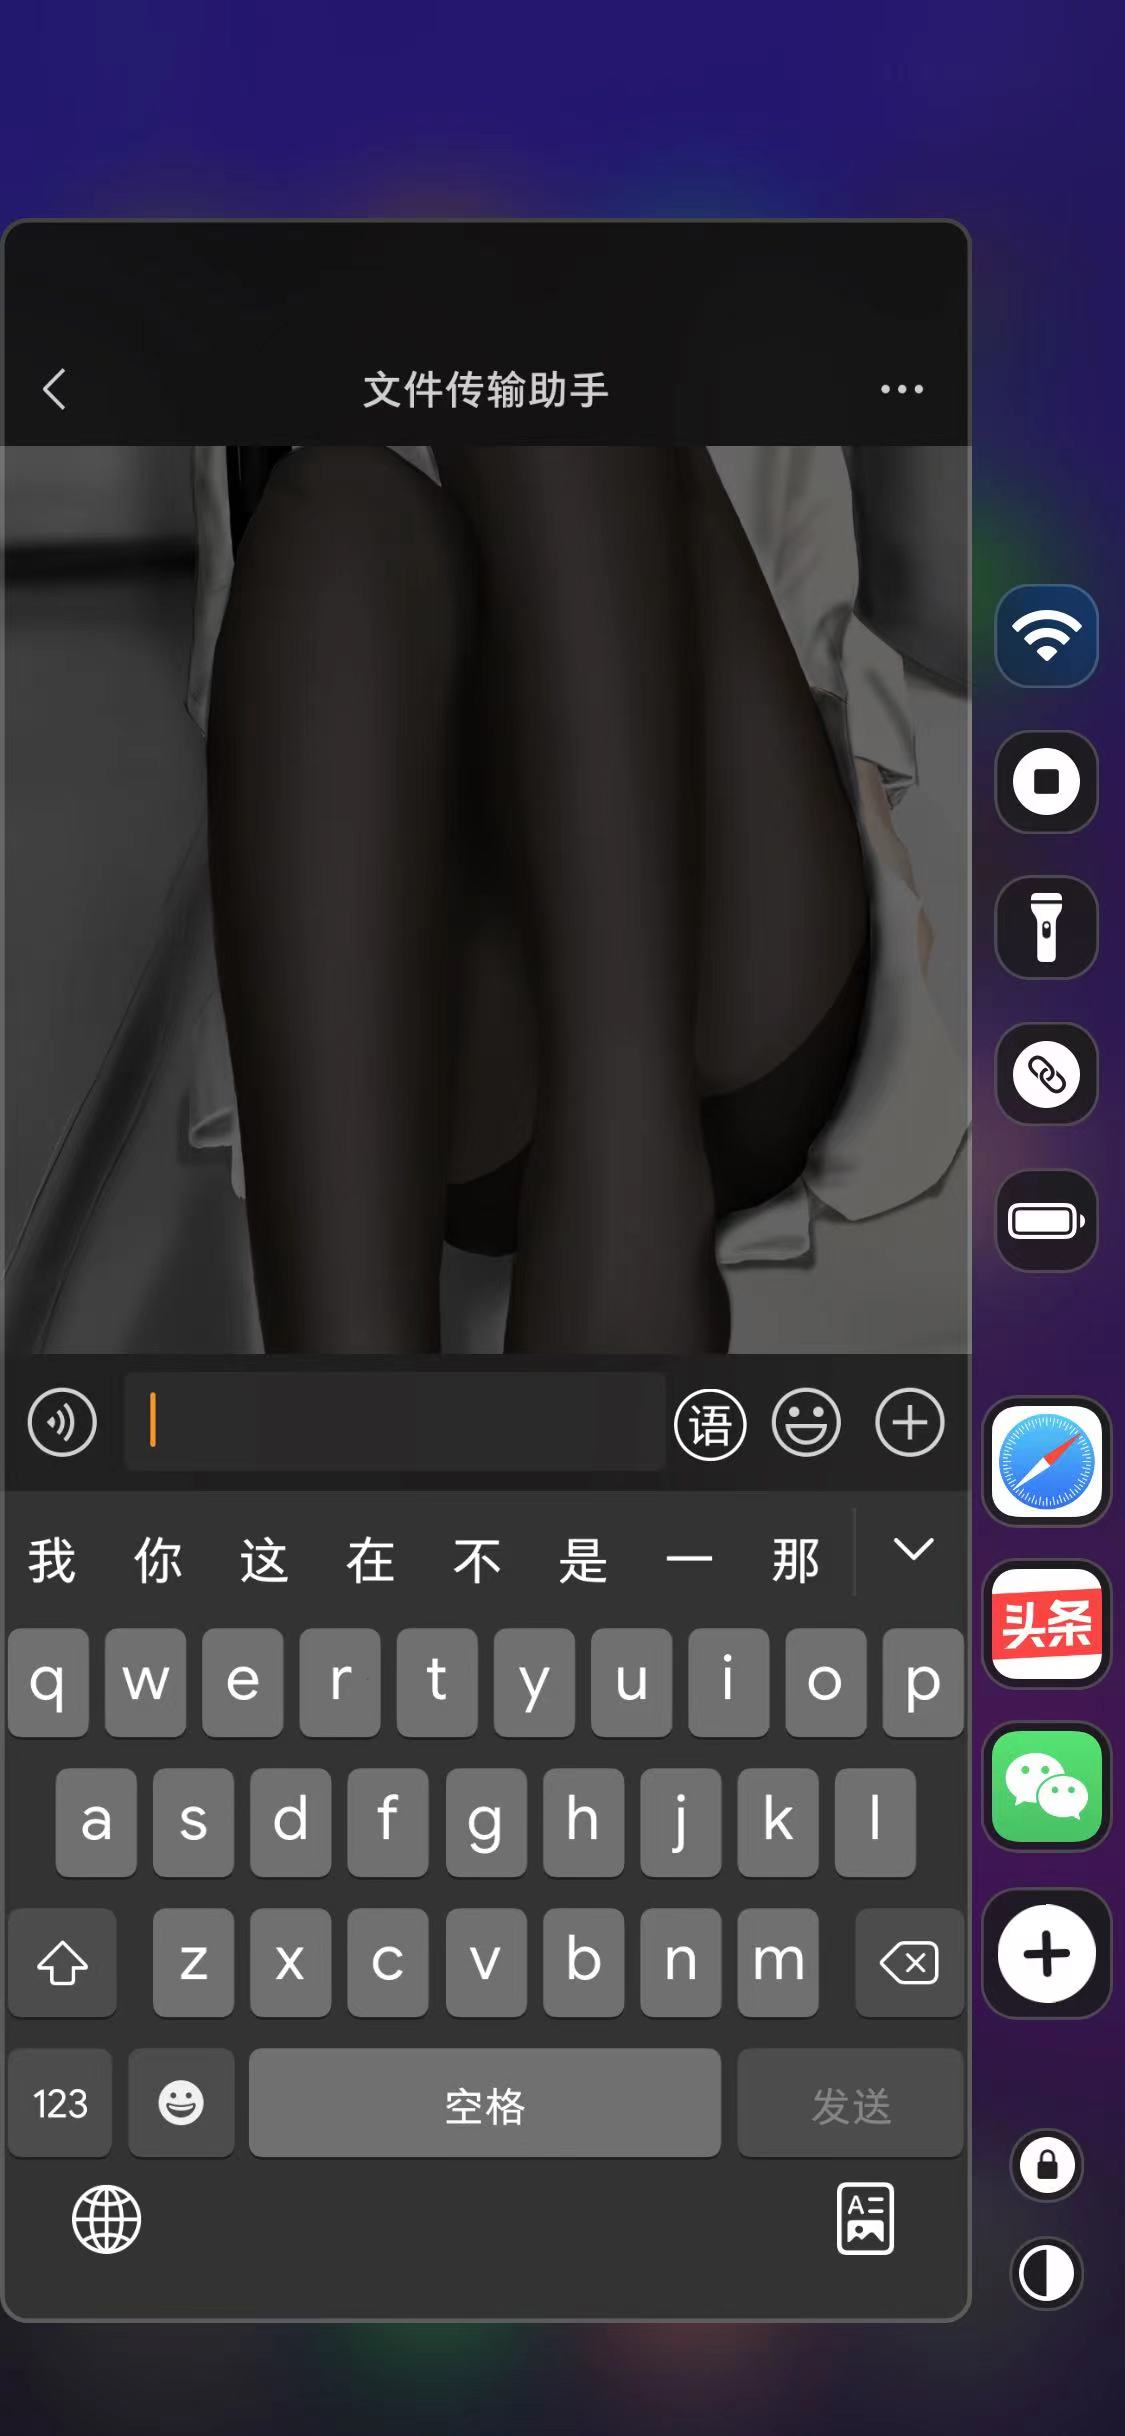 文件传输助手
语
我 你 这 在 不 是 一 那
q w e r t y u i o p
a s d f g h j k l
z x c v b n m
123 空格 发送
A
头条